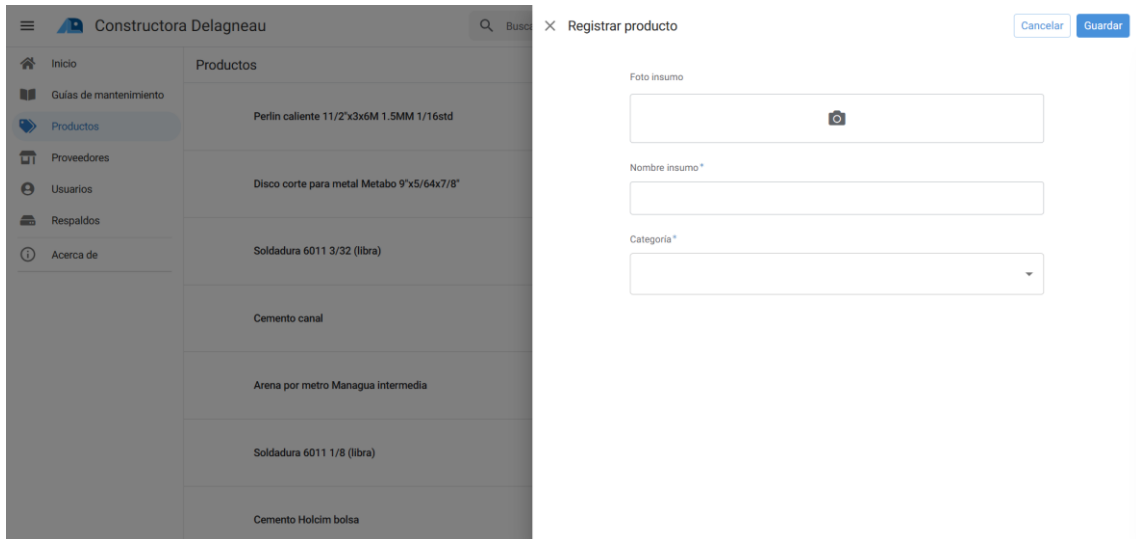 Constructora Delagneau
Busca
Inicio
Guías de mantenimiento
Productos
Proveedores
Usuarios
Respaldos
Acerca de
Productos
Perlin caliente 11/2"x3x6M 1.5MM 1/16std
Disco corte para metal Metabo 9"x5/64x7/8"
Soldadura 6011 3/32 (libra)
Cemento canal
Arena por metro Managua intermedia
Soldadura 6011 1/8 (libra)
Cemento Holcim bolsa
Registrar producto
Cancelar
Guardar
Foto insumo
Nombre insumo*
Categoría*